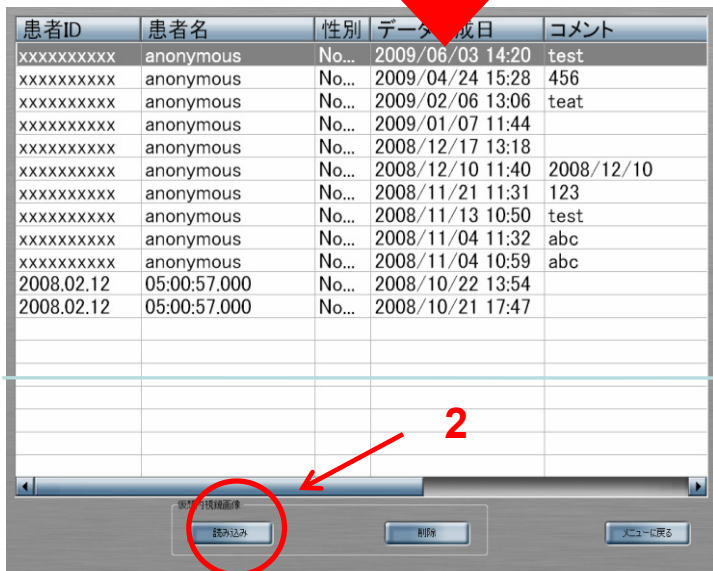 患者ID 患者名 性別 データ 成日 コメント
xxxxxxxxxx anonymous No... 2009/06/03 14:20 test
xxxxxxxxxx anonymous No... 2009/04/24 15:28 456
xxxxxxxxxx anonymous No... 2009/02/06 13:06 teat
xxxxxxxxxx anonymous No... 2009/01/07 11:44
xxxxxxxxxx anonymous No... 2008/12/17 13:18
xxxxxxxxxx anonymous No... 2008/12/10 11:40 2008/12/10
xxxxxxxxxx anonymous No... 2008/11/21 11:31 123
xxxxxxxxxx anonymous No... 2008/11/13 10:50 test
xxxxxxxxxx anonymous No... 2008/11/04 11:32 abc
xxxxxxxxxx anonymous No... 2008/11/04 10:59 abc
2008.02.12 05:00:57.000 No... 2008/10/22 13:54
2008.02.12 05:00:57.000 No... 2008/10/21 17:47
2
仮想内視鏡画像
読み込み 削除 メニューに戻る